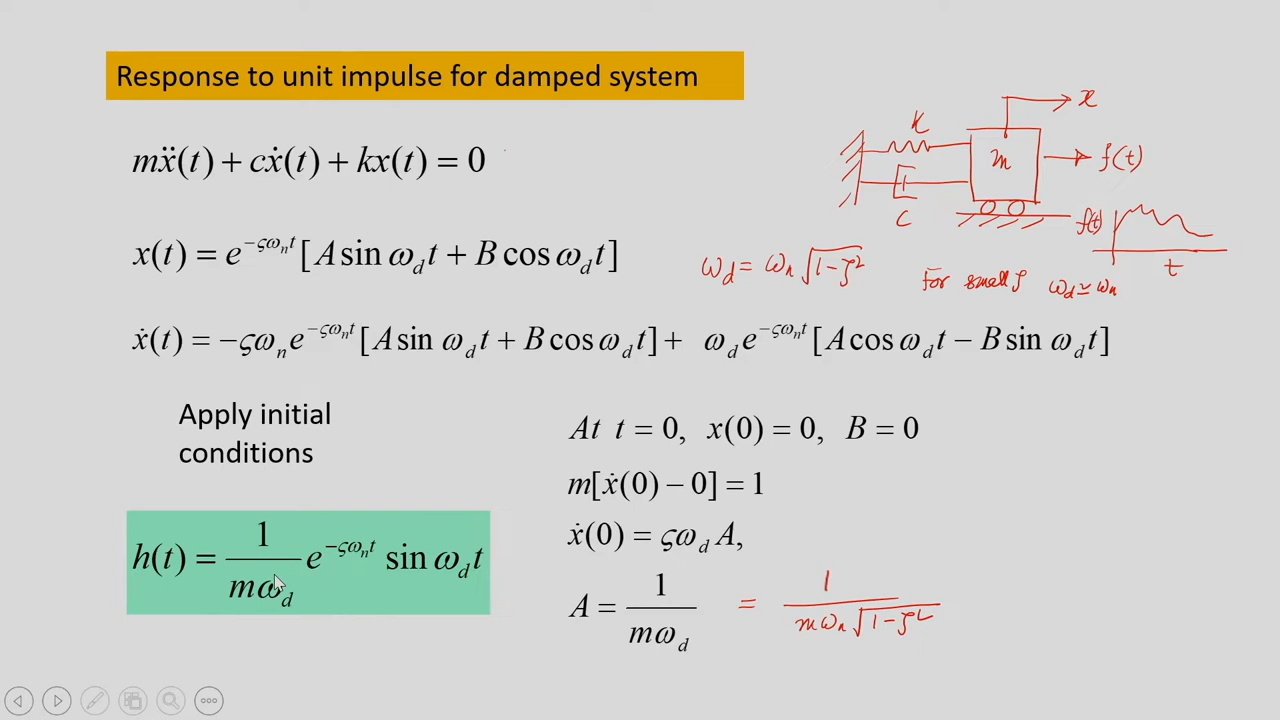 Response to unit impulse for damped system
mẍ(t) + cẋ(t) + kx(t) = 0
x(t) = e^{-ςω_n t} [A sin ω_d t + B cos ω_d t]
ẋ(t) = -ςω_n e^{-ςω_n t} [A sin ω_d t + B cos ω_d t] + ω_d e^{-ςω_n t} [A cos ω_d t − B sin ω_d t]
Apply initial
conditions
At t = 0, x(0) = 0, B = 0
m[ẋ(0) − 0] = 1
ẋ(0) = ςω_d A,
A = 1/(mω_d) = 1/(mω_n √(1-ζ²))
h(t) = 1/(mω_d) e^{-ςω_n t} sin ω_d t
x
K
m
f(t)
C
f(t)
t
ω_d = ω_n √(1-ζ²)
For small ζ ω_d ≃ ω_n